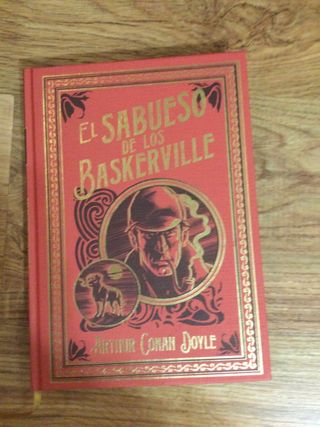 EL SABUESO
DE LOS
BASKERVILLE
ARTHUR CONAN DOYLE